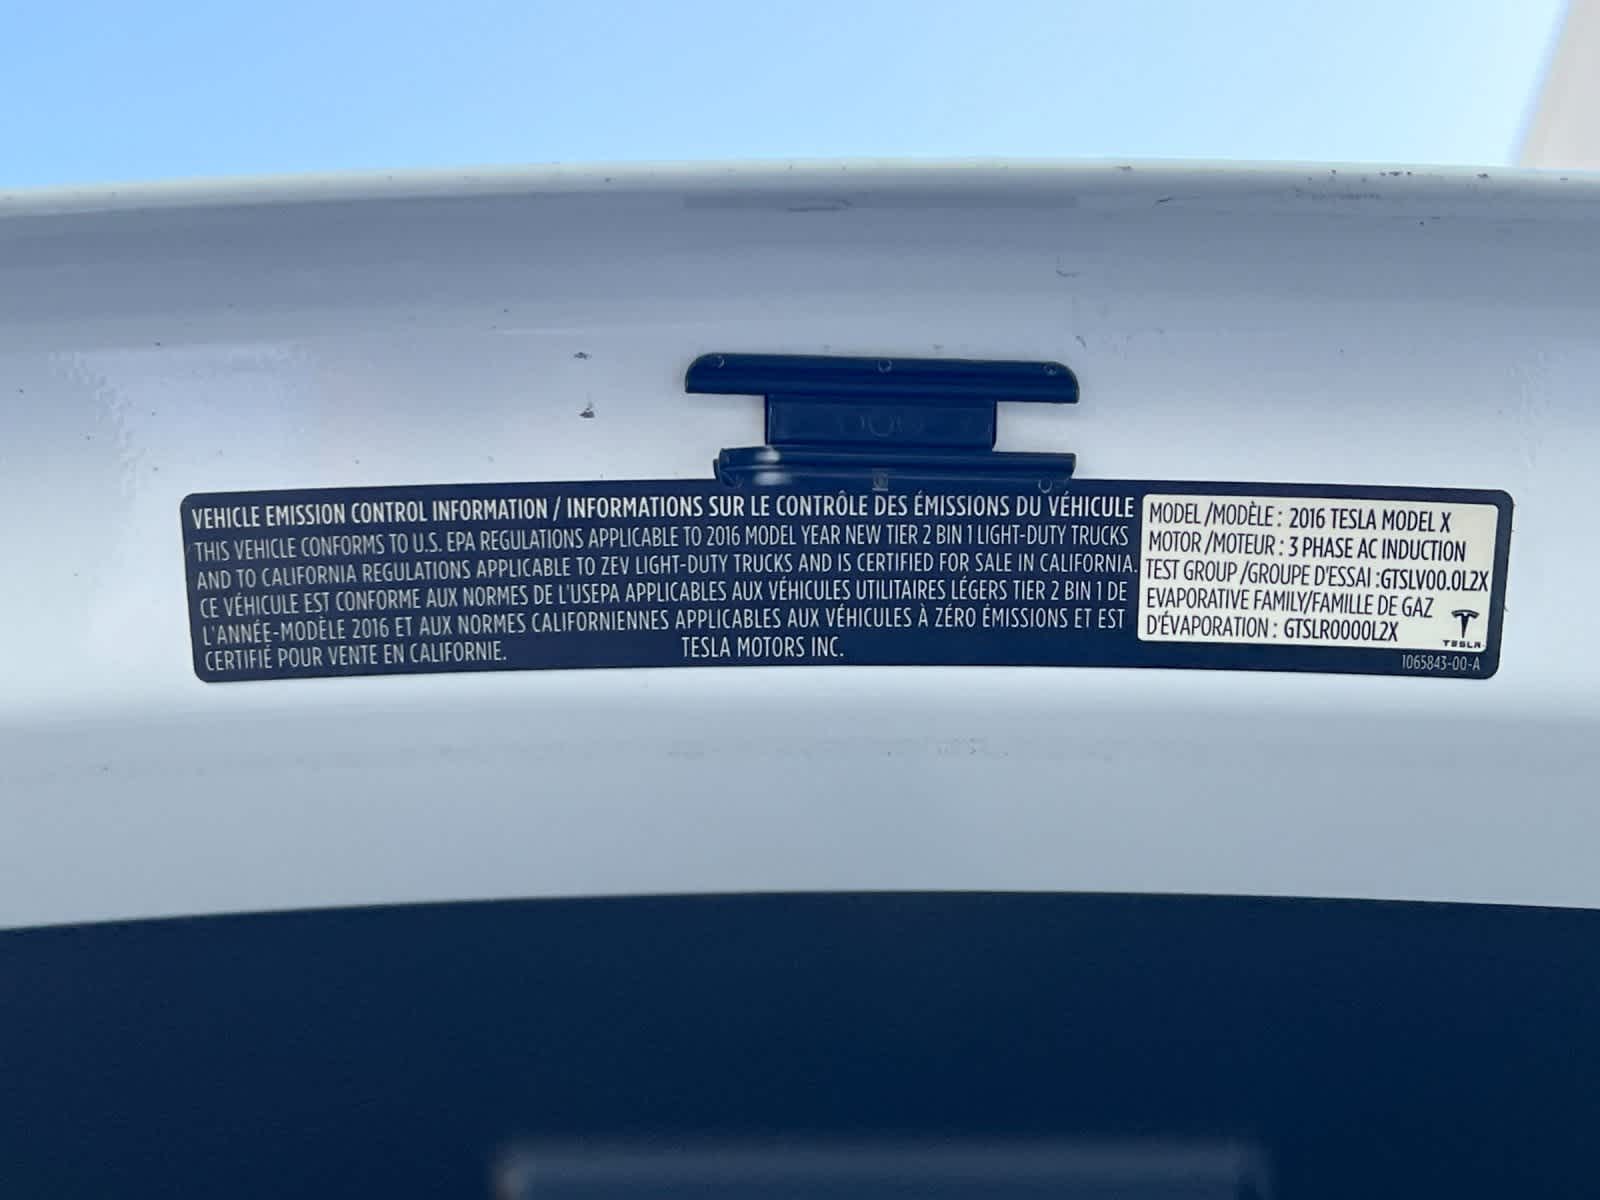 VEHICLE EMISSION CONTROL INFORMATION / INFORMATIONS SUR LE CONTRÔLE DES ÉMISSIONS DU VÉHICULE
THIS VEHICLE CONFORMS TO U.S. EPA REGULATIONS APPLICABLE TO 2016 MODEL YEAR NEW TIER 2 BIN 1 LIGHT-DUTY TRUCKS
AND TO CALIFORNIA REGULATIONS APPLICABLE TO ZEV LIGHT-DUTY TRUCKS AND IS CERTIFIED FOR SALE IN CALIFORNIA.
CE VÉHICULE EST CONFORME AUX NORMES DE L'USEPA APPLICABLES AUX VÉHICULES UTILITAIRES LÉGERS TIER 2 BIN 1 DE
L'ANNÉE-MODÈLE 2016 ET AUX NORMES CALIFORNIENNES APPLICABLES AUX VÉHICULES À ZÉRO ÉMISSIONS ET EST
CERTIFIÉ POUR VENTE EN CALIFORNIE.
TESLA MOTORS INC.
MODEL /MODÈLE : 2016 TESLA MODEL X
MOTOR /MOTEUR : 3 PHASE AC INDUCTION
TEST GROUP /GROUPE D'ESSAI :GTSLV00.0L2X
EVAPORATIVE FAMILY/FAMILLE DE GAZ
D'ÉVAPORATION : GTSLR0000L2X
TESLA
1065843-00-A